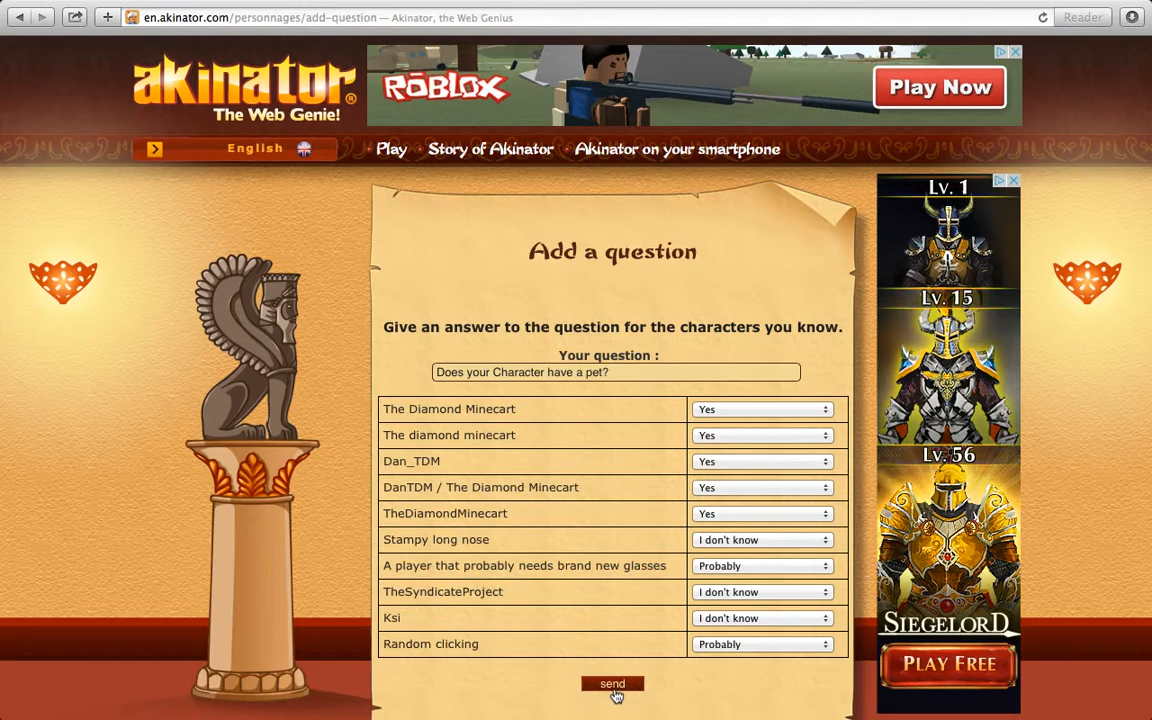 en.akinator.com/personnages/add-question — Akinator, the Web Genius
Reader
akinator®
The Web Genie!
ROBLOX
Play Now
English
Play
Story of Akinator
Akinator on your smartphone
Add a question
Give an answer to the question for the characters you know.
Your question :
Does your Character have a pet?
The Diamond Minecart Yes
The diamond minecart Yes
Dan_TDM Yes
DanTDM / The Diamond Minecart Yes
TheDiamondMinecart Yes
Stampy long nose I don't know
A player that probably needs brand new glasses Probably
TheSyndicateProject I don't know
Ksi I don't know
Random clicking Probably
send
Lv. 1
Lv. 15
Lv. 56
SIEGELORD
PLAY FREE